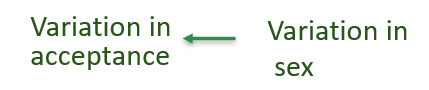 Variation in
acceptance
Variation in
sex